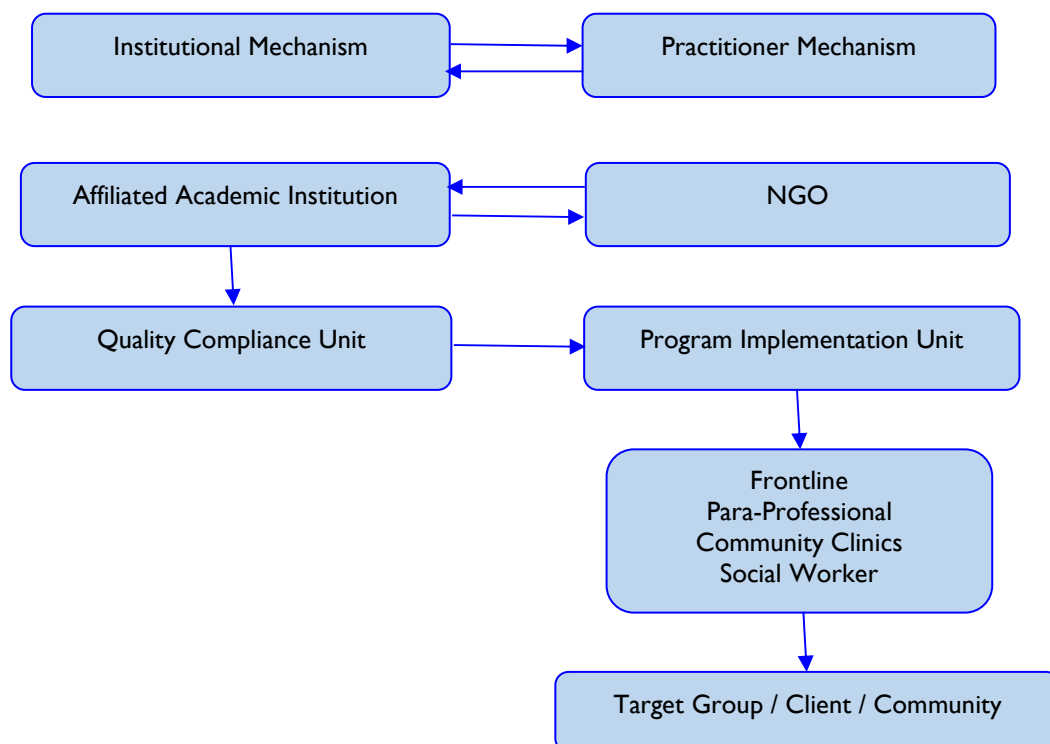 Institutional Mechanism
Practitioner Mechanism
Affiliated Academic Institution
NGO
Quality Compliance Unit
Program Implementation Unit
Frontline
Para-Professional
Community Clinics
Social Worker
Target Group / Client / Community